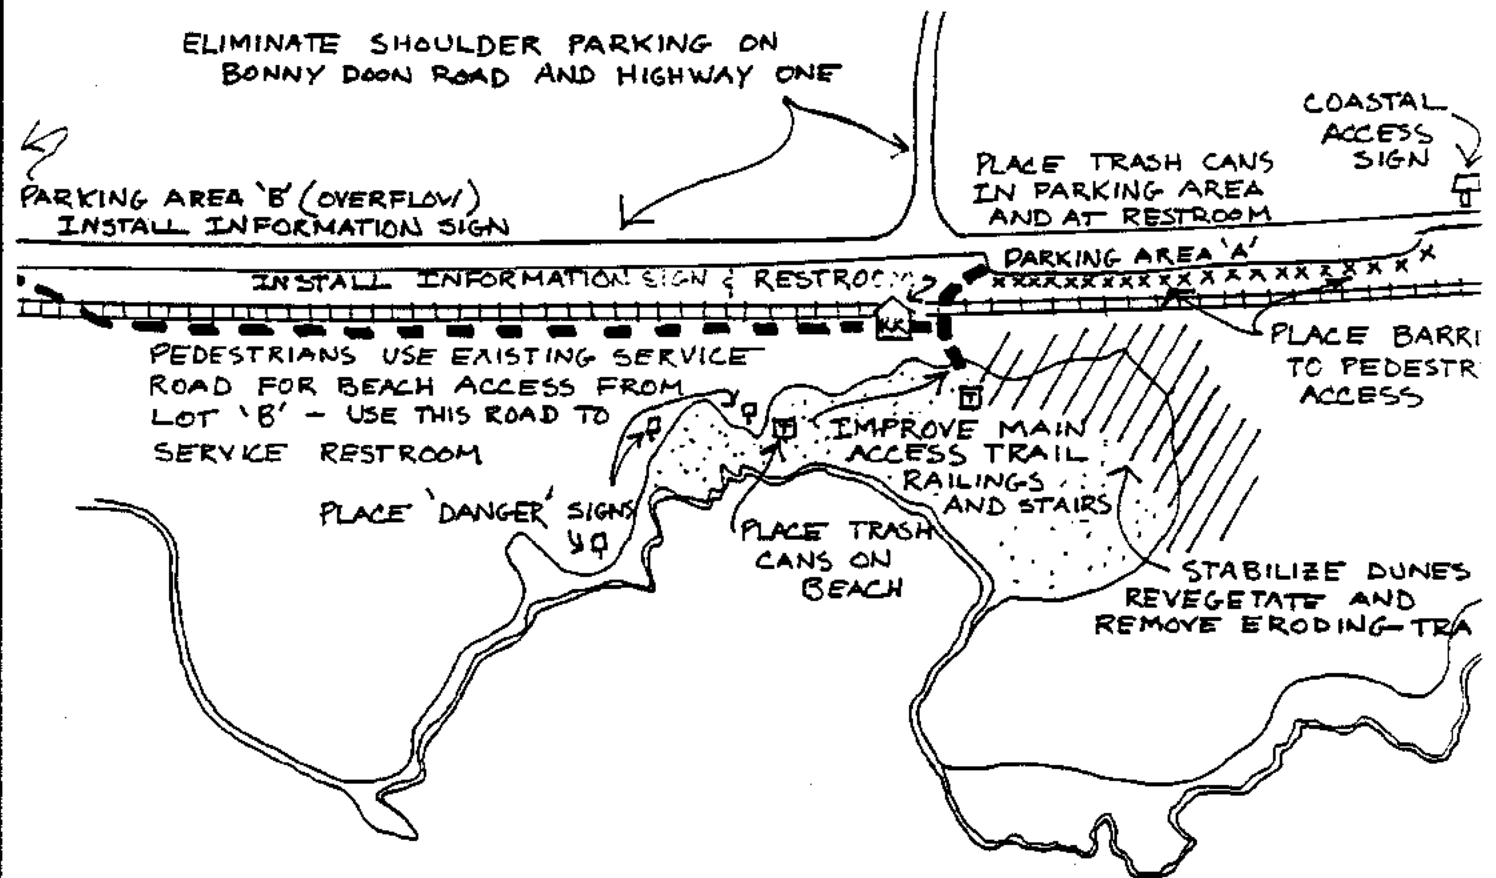 ELIMINATE SHOULDER PARKING ON
BONNY DOON ROAD AND HIGHWAY ONE
COASTAL
ACCESS
SIGN
PLACE TRASH CANS
IN PARKING AREA
AND AT RESTROOM
PARKING AREA 'B' (OVERFLOW)
INSTALL INFORMATION SIGN
PARKING AREA 'A'
INSTALL INFORMATION SIGN & RESTROOM
PLACE BARRI
TO PEDESTR
ACCESS
PEDESTRIANS USE EXISTING SERVICE
ROAD FOR BEACH ACCESS FROM
LOT 'B' - USE THIS ROAD TO
SERVICE RESTROOM
T
T
IMPROVE MAIN
ACCESS TRAIL
RAILINGS
AND STAIRS
PLACE 'DANGER' SIGNS
PLACE TRASH
CANS ON
BEACH
STABILIZE DUNES
REVEGETATE AND
REMOVE ERODING TRA